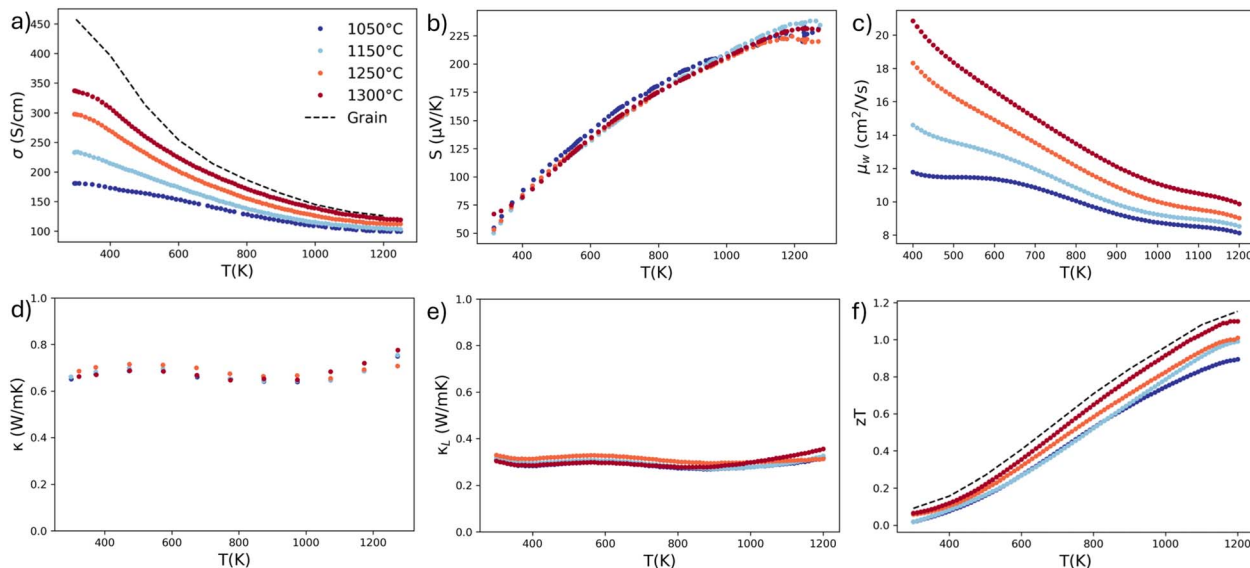 a)
450
400
350
300
250
200
150
100
σ (S/cm)
400 600 800 1000 1200
T(K)
1050°C
1150°C
1250°C
1300°C
Grain
b)
225
200
175
150
125
100
75
50
S (μV/K)
400 600 800 1000 1200
T(K)
c)
20
18
16
14
12
10
8
μw (cm²/Vs)
400 500 600 700 800 900 1000 1100 1200
T(K)
d)
1.0
0.8
0.6
0.4
0.2
0.0
κ (W/mK)
400 600 800 1000 1200
T(K)
e)
1.0
0.8
0.6
0.4
0.2
0.0
κL (W/mK)
400 600 800 1000 1200
T(K)
f)
1.2
1.0
0.8
0.6
0.4
0.2
0.0
zT
400 600 800 1000 1200
T(K)